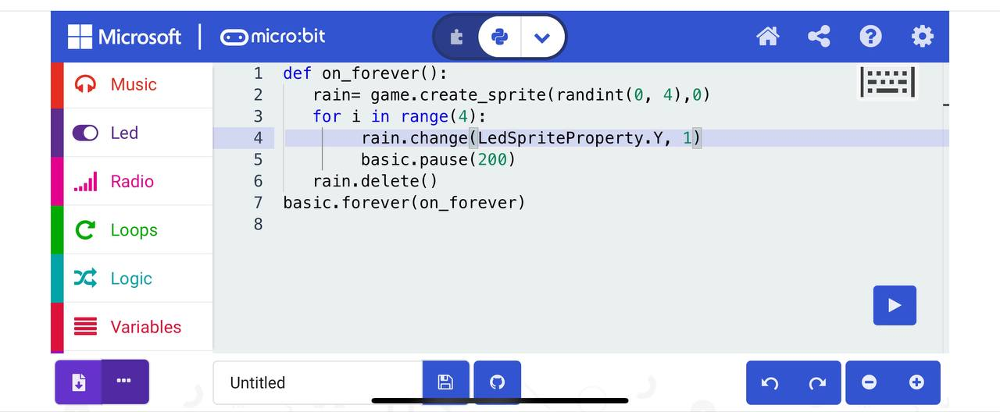 Microsoft | micro:bit
Music
Led
Radio
Loops
Logic
Variables
1 def on_forever():
2 rain= game.create_sprite(randint(0, 4),0)
3 for i in range(4):
4 rain.change(LedSpriteProperty.Y, 1)
5 basic.pause(200)
6 rain.delete()
7 basic.forever(on_forever)
8
Untitled